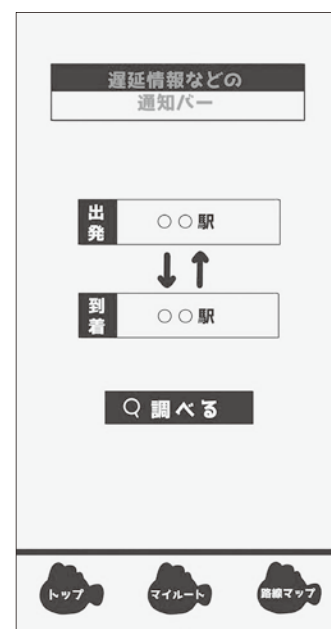 遅延情報などの
通知バー
出発
○○駅
到着
○○駅
調べる
トップ
マイルート
路線マップ